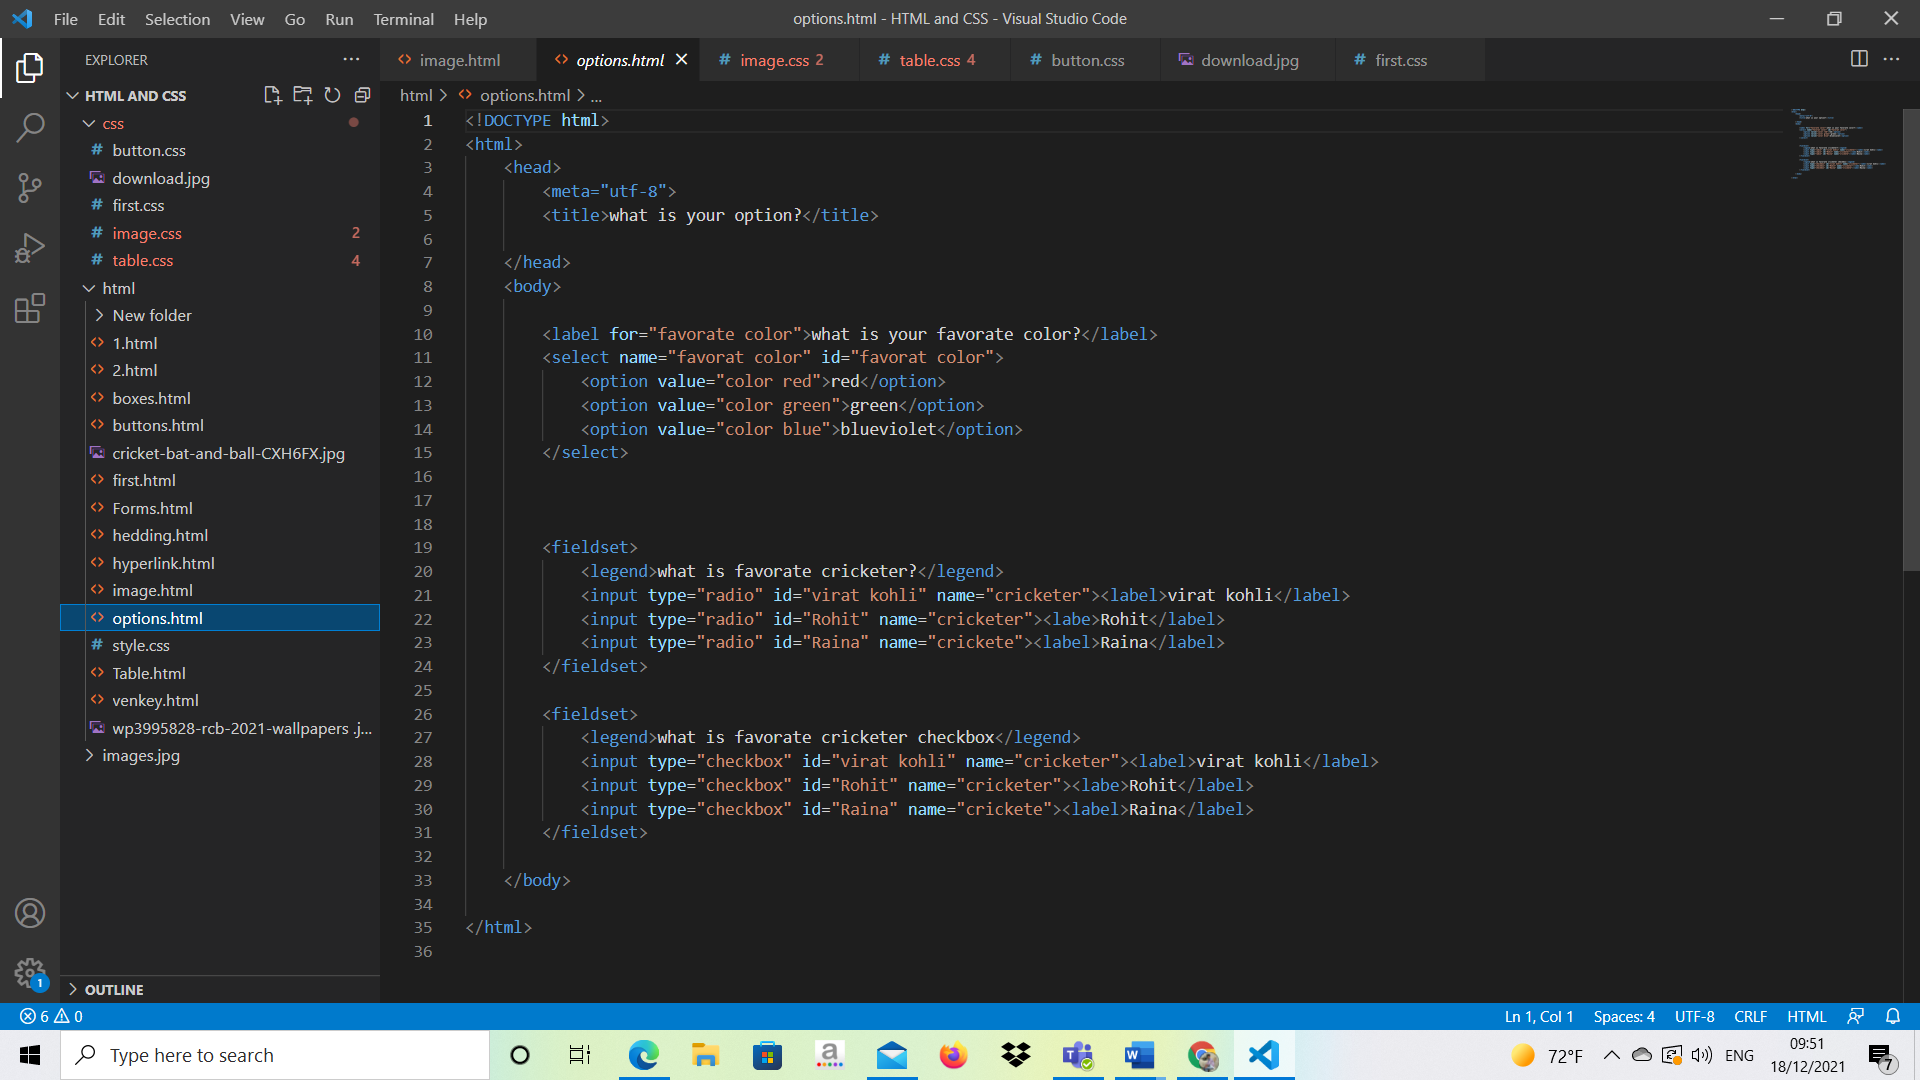 File Edit Selection View Go Run Terminal Help
options.html - HTML and CSS - Visual Studio Code
EXPLORER
HTML AND CSS
css
button.css
download.jpg
first.css
image.css 2
table.css 4
html
New folder
1.html
2.html
boxes.html
buttons.html
cricket-bat-and-ball-CXH6FX.jpg
first.html
Forms.html
hedding.html
hyperlink.html
image.html
options.html
style.css
Table.html
venkey.html
wp3995828-rcb-2021-wallpapers .j...
images.jpg
OUTLINE
image.html options.html image.css 2 table.css 4 button.css download.jpg first.css
html > options.html > ...
1 <!DOCTYPE html>
2 <html>
3 <head>
4 <meta="utf-8">
5 <title>what is your option?</title>
6
7 </head>
8 <body>
9
10 <label for="favorate color">what is your favorate color?</label>
11 <select name="favorat color" id="favorat color">
12 <option value="color red">red</option>
13 <option value="color green">green</option>
14 <option value="color blue">blueviolet</option>
15 </select>
16
17
18
19 <fieldset>
20 <legend>what is favorate cricketer?</legend>
21 <input type="radio" id="virat kohli" name="cricketer"><label>virat kohli</label>
22 <input type="radio" id="Rohit" name="cricketer"><labe>Rohit</label>
23 <input type="radio" id="Raina" name="crickete"><label>Raina</label>
24 </fieldset>
25
26 <fieldset>
27 <legend>what is favorate cricketer checkbox</legend>
28 <input type="checkbox" id="virat kohli" name="cricketer"><label>virat kohli</label>
29 <input type="checkbox" id="Rohit" name="cricketer"><labe>Rohit</label>
30 <input type="checkbox" id="Raina" name="crickete"><label>Raina</label>
31 </fieldset>
32
33 </body>
34
35 </html>
36
1
6 0
Ln 1, Col 1 Spaces: 4 UTF-8 CRLF HTML
Type here to search
72°F ENG
09:51
18/12/2021
7